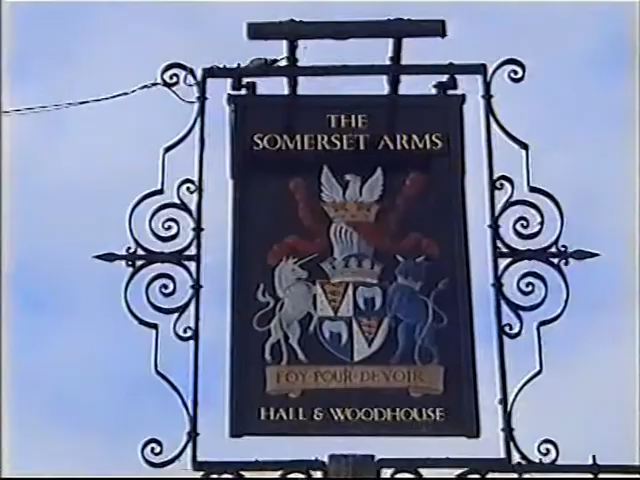 THE
SOMERSET ARMS
FOY POUR DEVOIR
HALL & WOODHOUSE